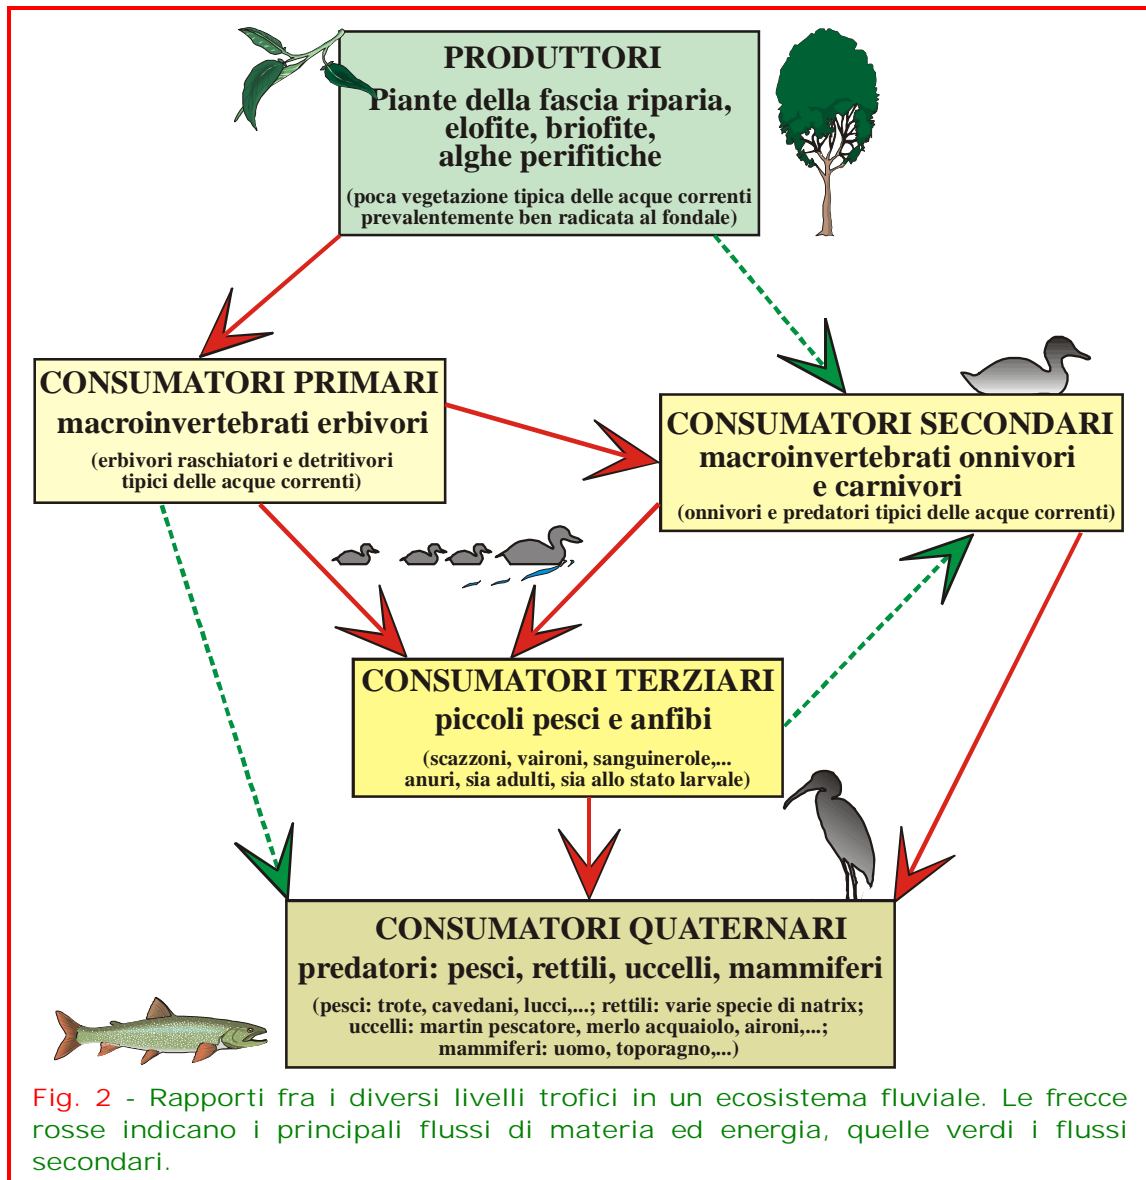 PRODUTTORI
Piante della fascia riparia,
elofite, briofite,
alghe perifitiche
(poca vegetazione tipica delle acque correnti
prevalentemente ben radicata al fondale)
CONSUMATORI PRIMARI
macroinvertebrati erbivori
(erbivori raschiatori e detritivori
tipici delle acque correnti)
CONSUMATORI SECONDARI
macroinvertebrati onnivori
e carnivori
(onnivori e predatori tipici delle acque correnti)
CONSUMATORI TERZIARI
piccoli pesci e anfibi
(scazzoni, vaironi, sanguinerole,...
anuri, sia adulti, sia allo stato larvale)
CONSUMATORI QUATERNARI
predatori: pesci, rettili, uccelli, mammiferi
(pesci: trote, cavedani, lucci,...; rettili: varie specie di natrix;
uccelli: martin pescatore, merlo acquaiolo, aironi,...;
mammiferi: uomo, toporagno,...)
Fig. 2 - Rapporti fra i diversi livelli trofici in un ecosistema fluviale. Le frecce
rosse indicano i principali flussi di materia ed energia, quelle verdi i flussi
secondari.